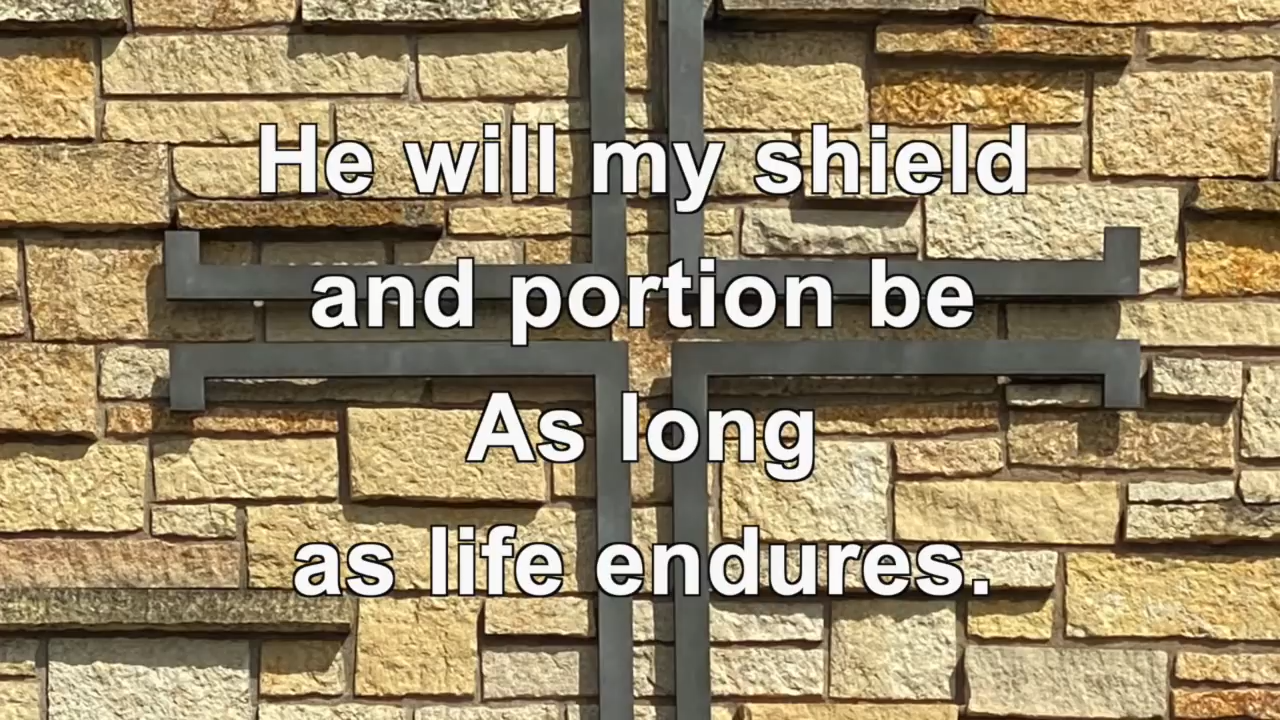 He will my shield
and portion be
As long
as life endures.